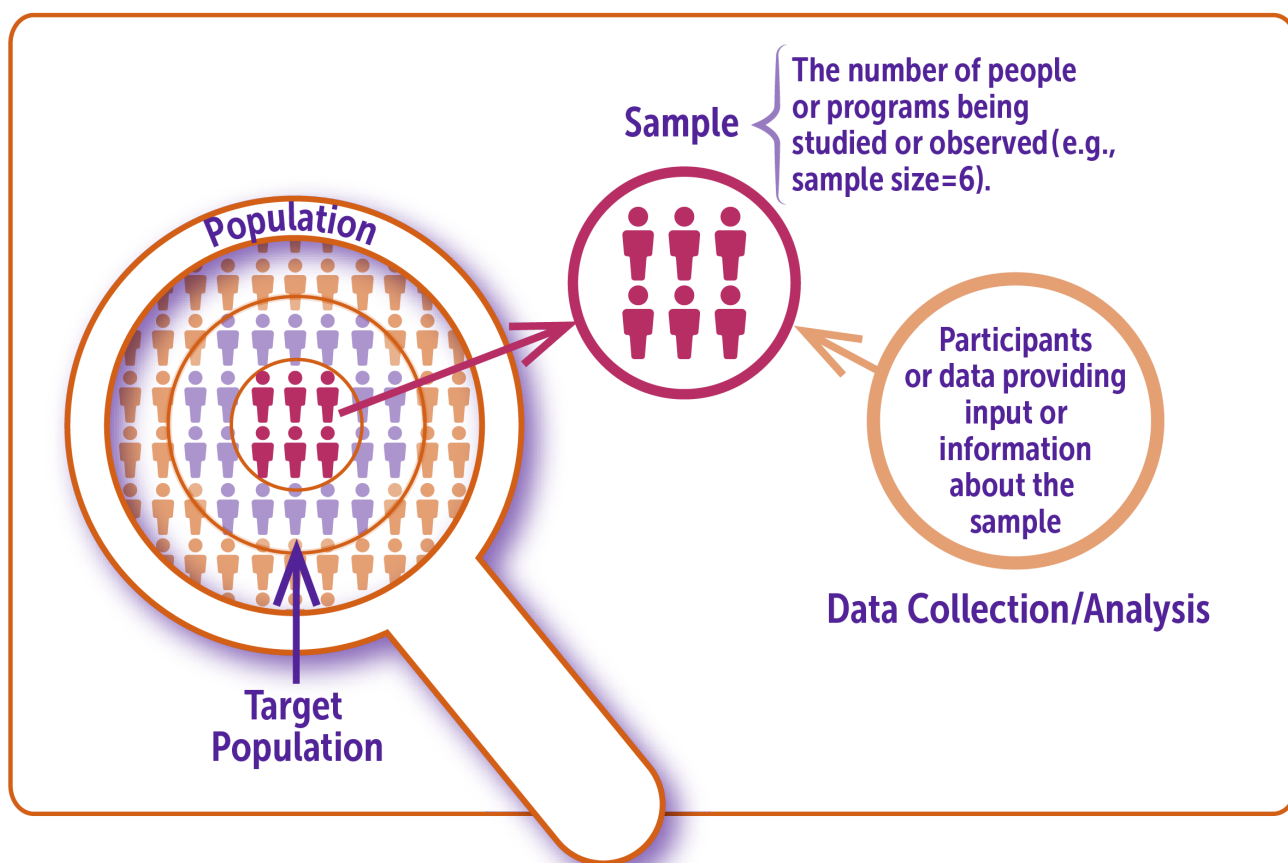 Sample
The number of people
or programs being
studied or observed (e.g.,
sample size=6).
Population
Participants
or data providing
input or
information
about the
sample
Data Collection/Analysis
Target
Population